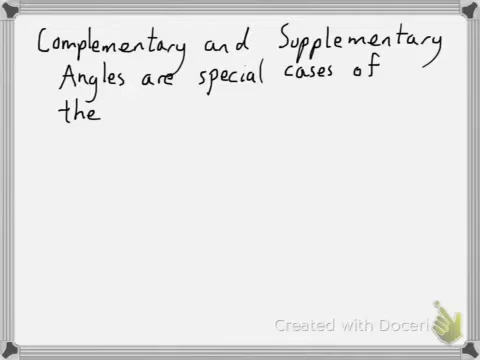 Complementary and Supplementary
Angles are special cases of
the
Created with Doceri